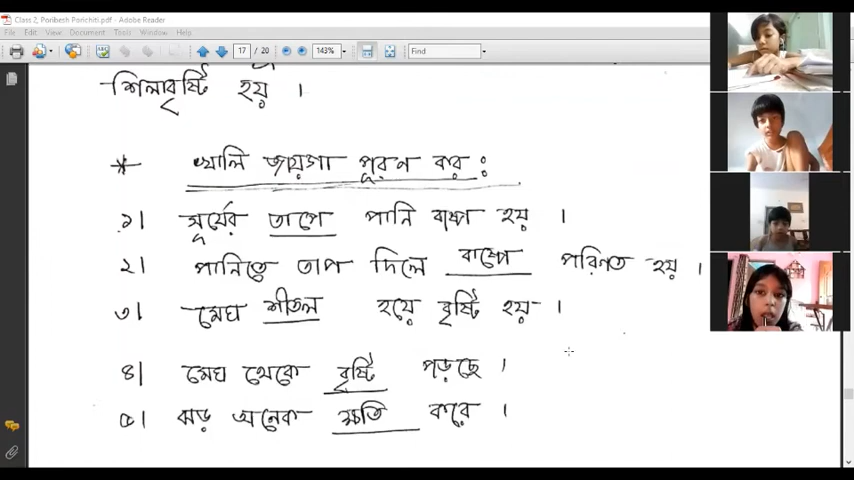 Class 2, Poribesh Porichiti.pdf - Adobe Reader
File Edit View Document Tools Window Help
17 / 20 143% Find
শিলাবৃষ্টি হয় ।
* খালি জায়গা পূরণ কর :
১। সূর্যের তাপে পানি বাষ্প হয় ।
২। পানিতে তাপ দিলে বাষ্পে পরিণত হয় ।
৩। মেঘ শীতল হয়ে বৃষ্টি হয় ।
৪। মেঘ থেকে বৃষ্টি পড়ছে ।
৫। ঝড় অনেক ক্ষতি করে ।